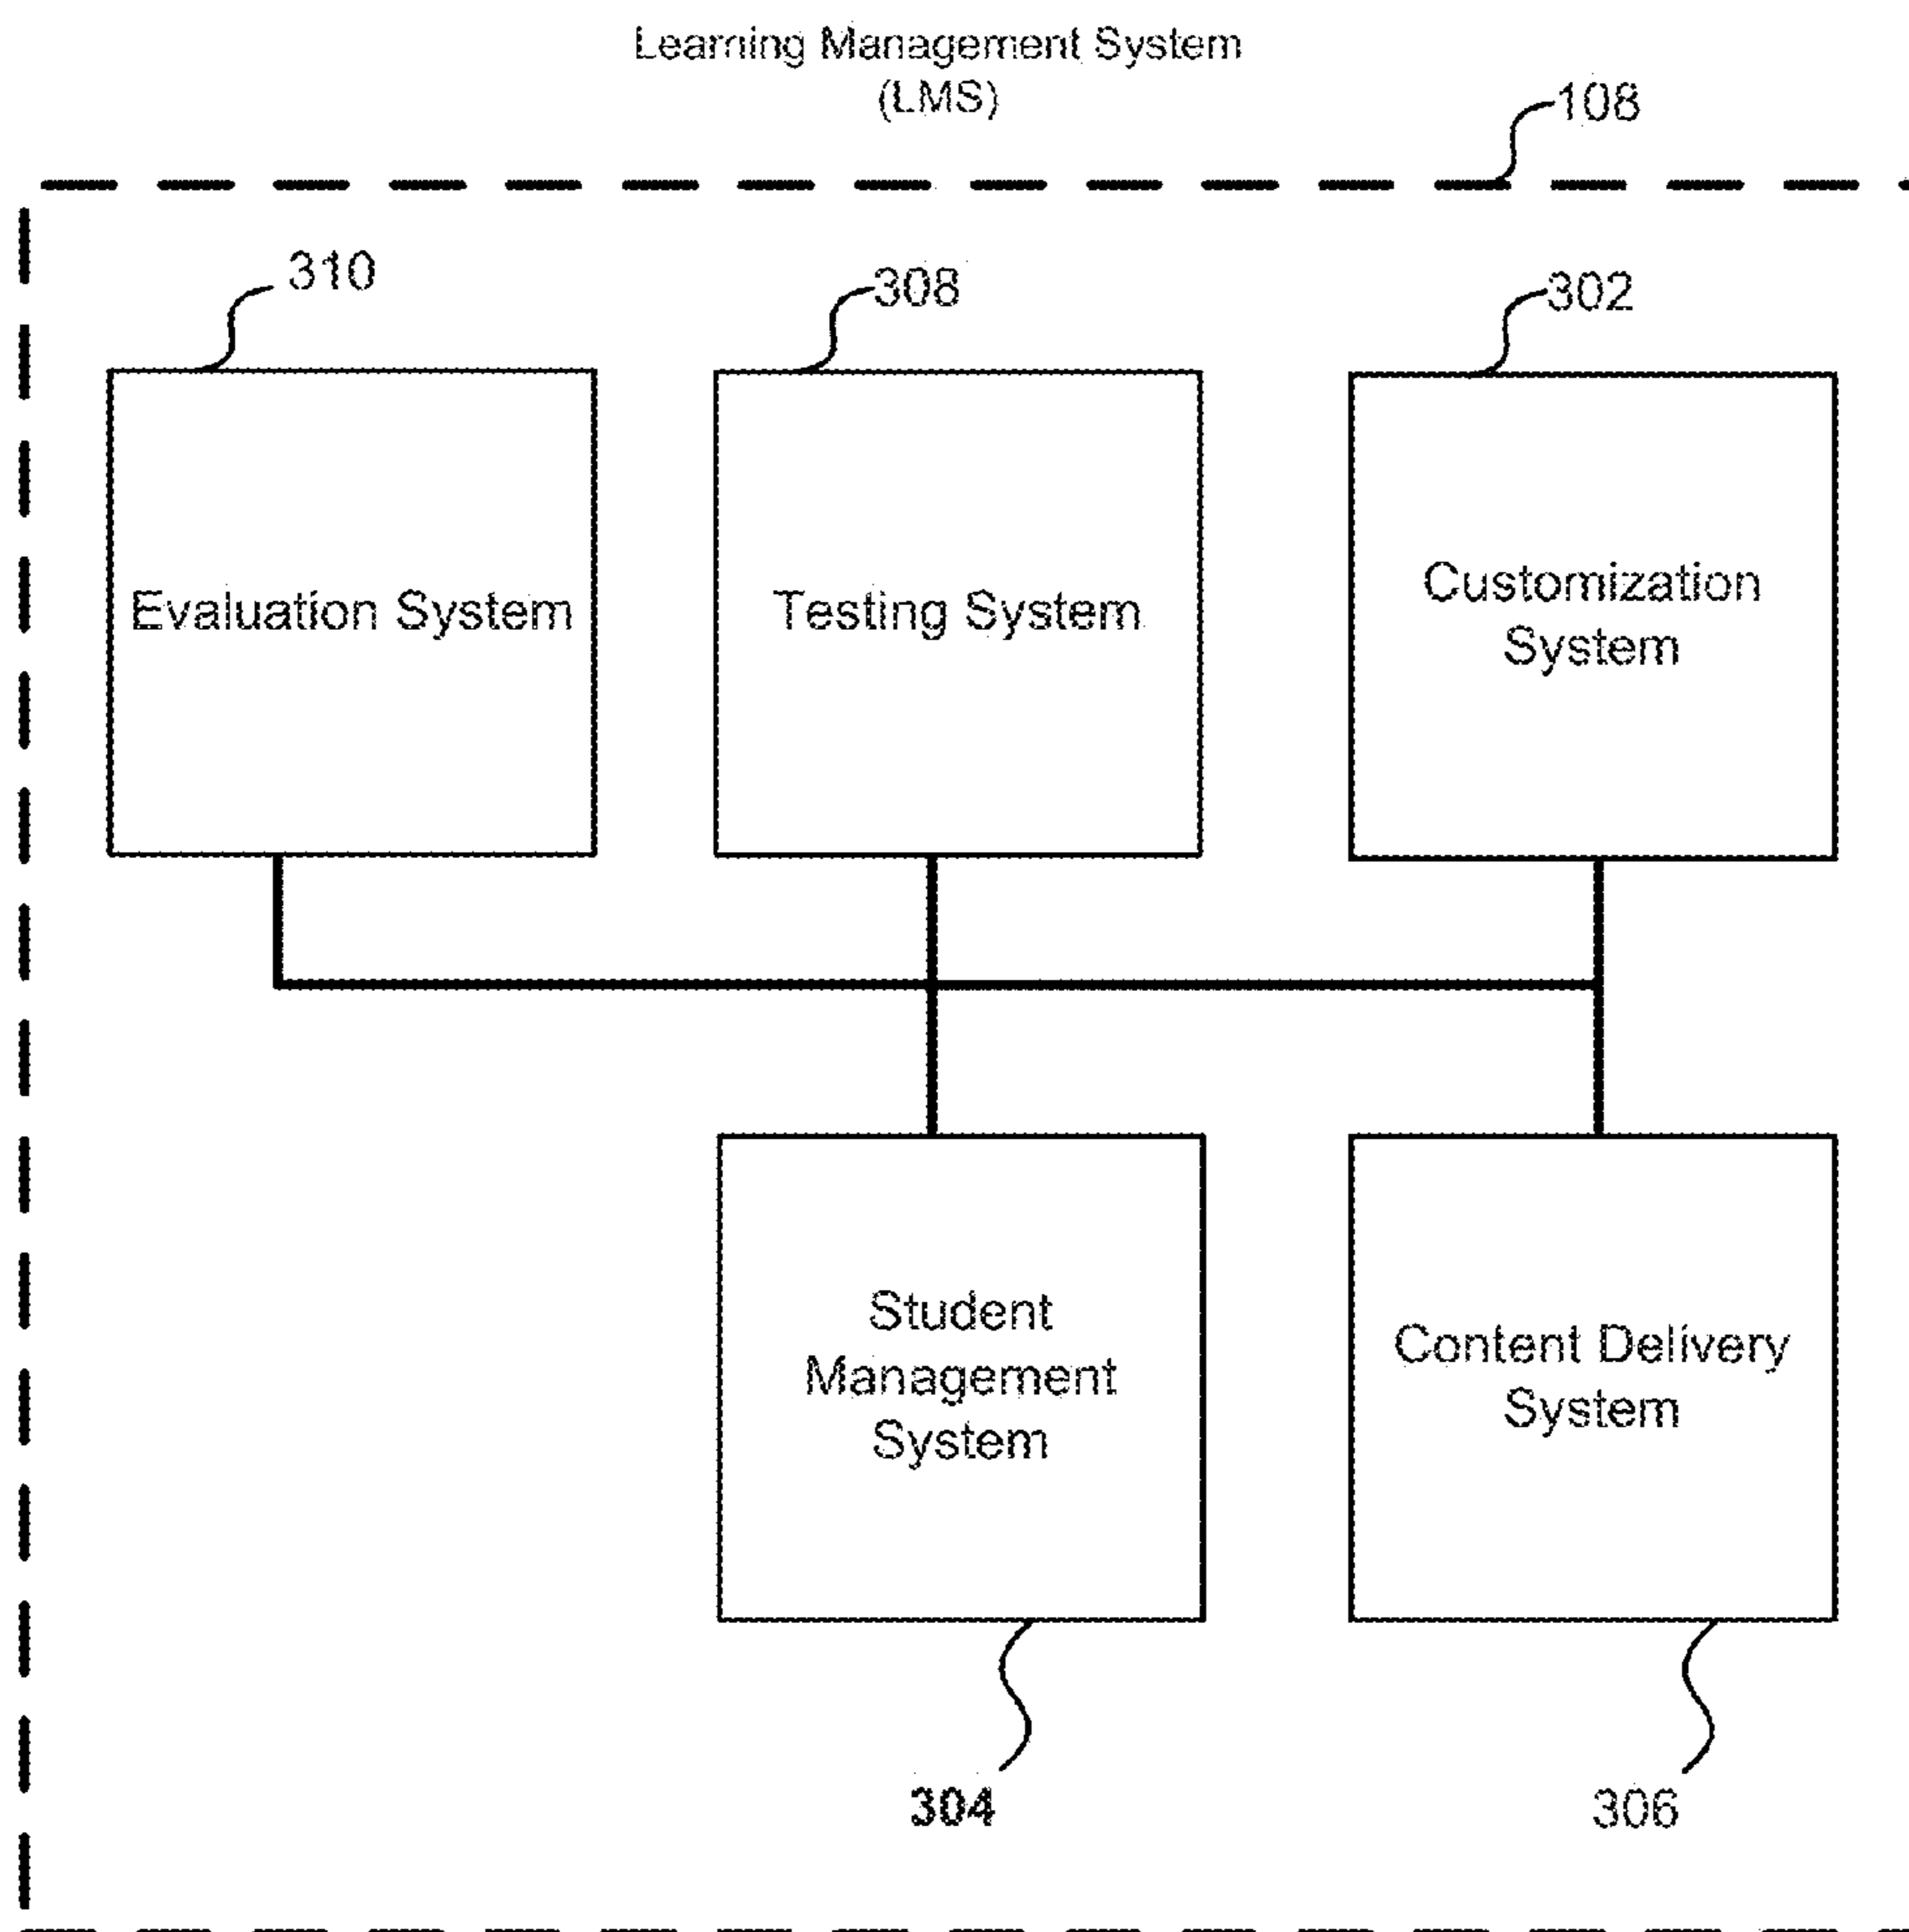 Learning Management System
(LMS)
108
310
308
302
Evaluation System
Testing System
Customization
System
Student
Management
System
Content Delivery
System
304
306